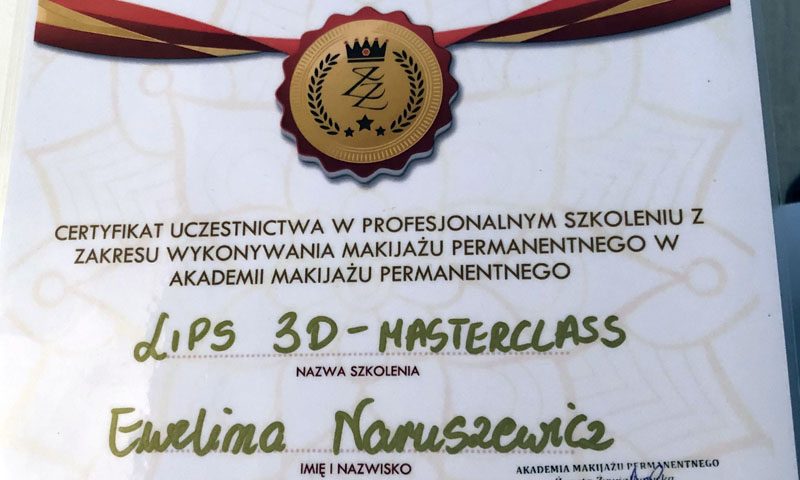 ZZ
CERTYFIKAT UCZESTNICTWA W PROFESJONALNYM SZKOLENIU Z
ZAKRESU WYKONYWANIA MAKIJAŻU PERMANENTNEGO W
AKADEMII MAKIJAŻU PERMANENTNEGO
LIPS 3D - MASTERCLASS
NAZWA SZKOLENIA
Ewelina Naruszewicz
IMIĘ I NAZWISKO
AKADEMIA MAKIJAŻU PERMANENTNEGO